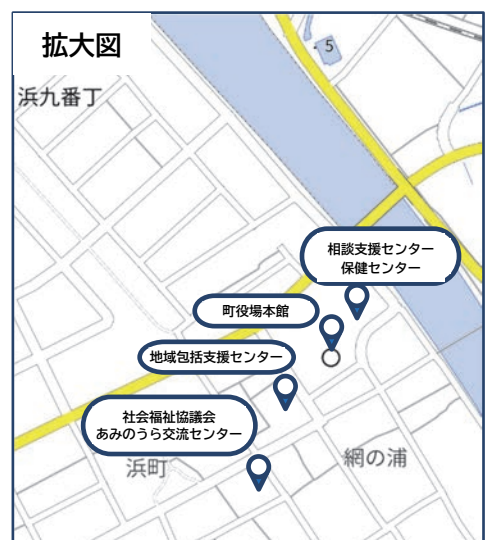 拡大図
・5
浜九番丁
相談支援センター
保健センター
町役場本館
地域包括支援センター
社会福祉協議会
あみのうら交流センター
浜町
網の浦